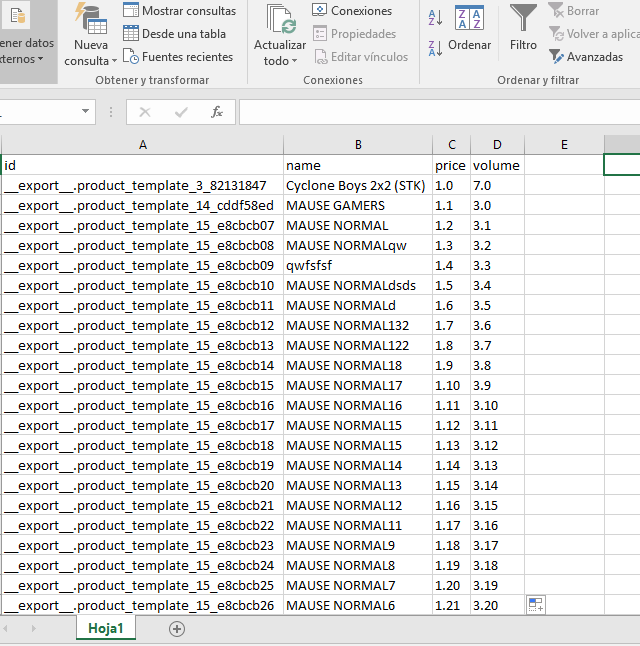 ener datos
xternos
Nueva
consulta
Mostrar consultas
Desde una tabla
Fuentes recientes
Obtener y transformar
Actualizar
todo
Conexiones
Propiedades
Editar vínculos
Conexiones
Ordenar
Filtro
Borrar
Volver a aplica
Avanzadas
Ordenar y filtrar
fx
A B C D E
id name price volume
__export__.product_template_3_82131847 Cyclone Boys 2x2 (STK) 1.0 7.0
__export__.product_template_14_cddf58ed MAUSE GAMERS 1.1 3.0
__export__.product_template_15_e8cbcb07 MAUSE NORMAL 1.2 3.1
__export__.product_template_15_e8cbcb08 MAUSE NORMALqw 1.3 3.2
__export__.product_template_15_e8cbcb09 qwfsfsf 1.4 3.3
__export__.product_template_15_e8cbcb10 MAUSE NORMALdsds 1.5 3.4
__export__.product_template_15_e8cbcb11 MAUSE NORMALd 1.6 3.5
__export__.product_template_15_e8cbcb12 MAUSE NORMAL132 1.7 3.6
__export__.product_template_15_e8cbcb13 MAUSE NORMAL122 1.8 3.7
__export__.product_template_15_e8cbcb14 MAUSE NORMAL18 1.9 3.8
__export__.product_template_15_e8cbcb15 MAUSE NORMAL17 1.10 3.9
__export__.product_template_15_e8cbcb16 MAUSE NORMAL16 1.11 3.10
__export__.product_template_15_e8cbcb17 MAUSE NORMAL15 1.12 3.11
__export__.product_template_15_e8cbcb18 MAUSE NORMAL15 1.13 3.12
__export__.product_template_15_e8cbcb19 MAUSE NORMAL14 1.14 3.13
__export__.product_template_15_e8cbcb20 MAUSE NORMAL13 1.15 3.14
__export__.product_template_15_e8cbcb21 MAUSE NORMAL12 1.16 3.15
__export__.product_template_15_e8cbcb22 MAUSE NORMAL11 1.17 3.16
__export__.product_template_15_e8cbcb23 MAUSE NORMAL9 1.18 3.17
__export__.product_template_15_e8cbcb24 MAUSE NORMAL8 1.19 3.18
__export__.product_template_15_e8cbcb25 MAUSE NORMAL7 1.20 3.19
__export__.product_template_15_e8cbcb26 MAUSE NORMAL6 1.21 3.20
Hoja1